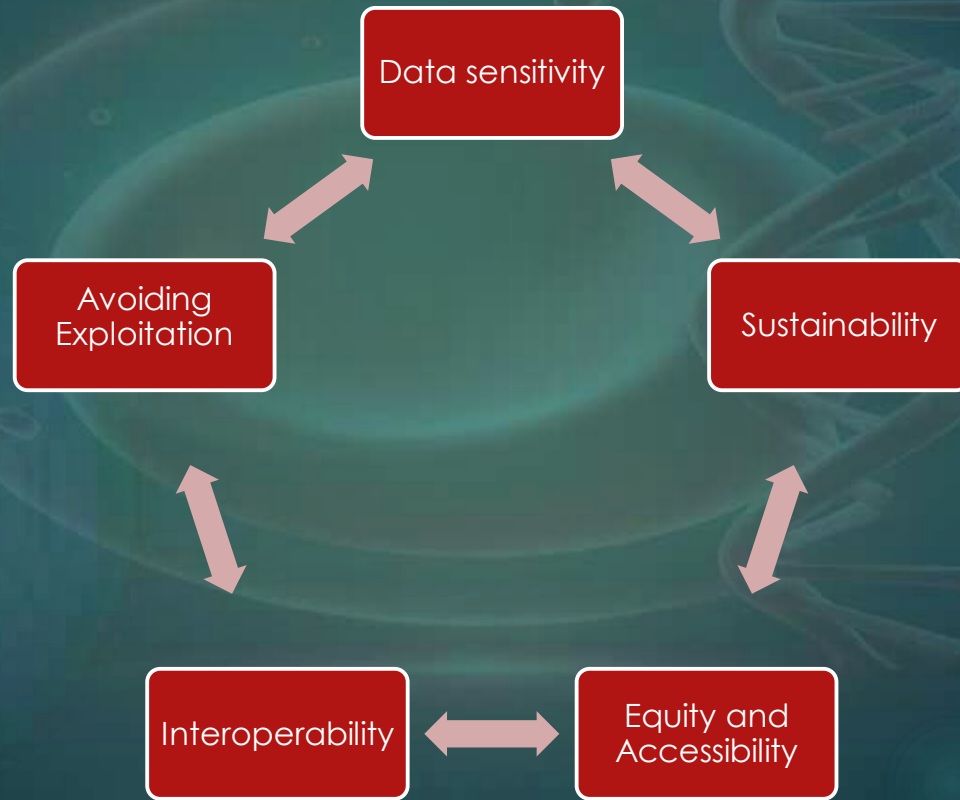 Data sensitivity
Avoiding
Exploitation
Sustainability
Interoperability
Equity and
Accessibility